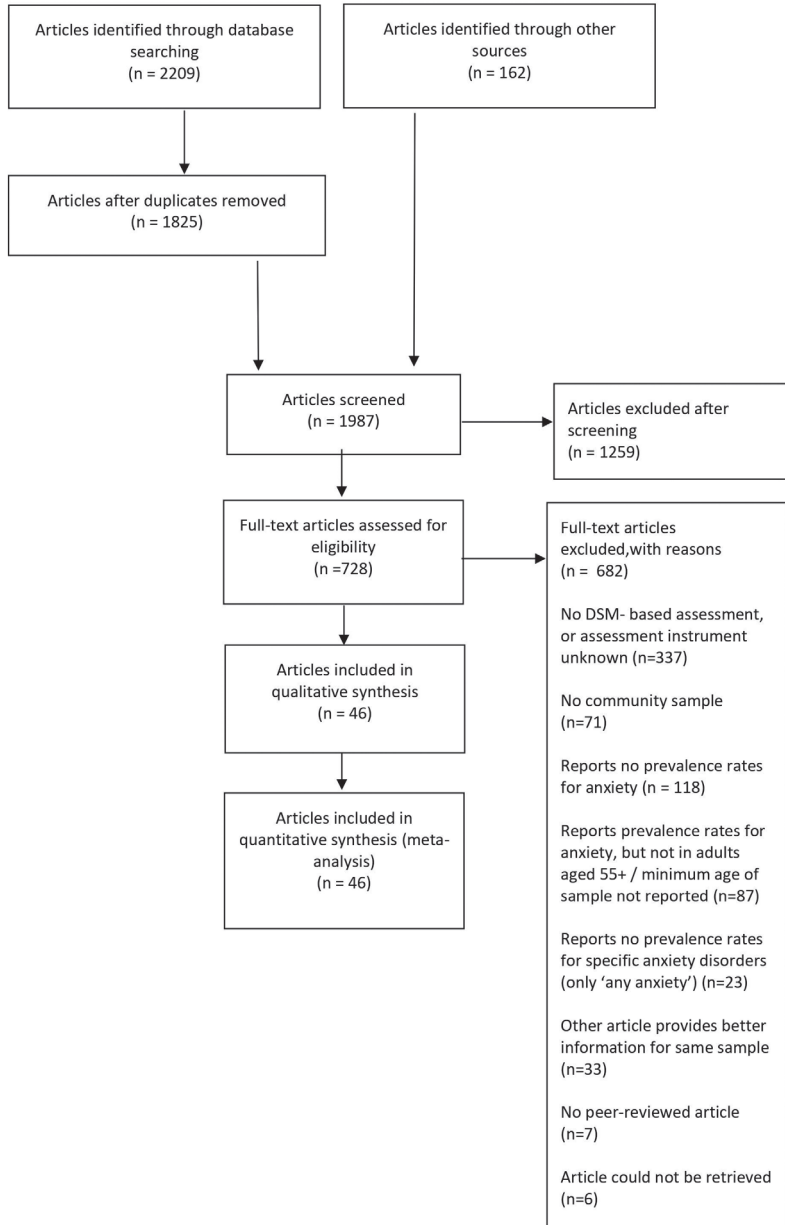 Articles identified through database
searching
(n = 2209)
Articles identified through other
sources
(n = 162)
Articles after duplicates removed
(n = 1825)
Articles screened
(n = 1987)
Articles excluded after
screening
(n = 1259)
Full-text articles assessed for
eligibility
(n =728)
Full-text articles
excluded,with reasons
(n = 682)
No DSM- based assessment,
or assessment instrument
unknown (n=337)
No community sample
(n=71)
Reports no prevalence rates
for anxiety (n = 118)
Reports prevalence rates for
anxiety, but not in adults
aged 55+ / minimum age of
sample not reported (n=87)
Reports no prevalence rates
for specific anxiety disorders
(only ‘any anxiety’) (n=23)
Other article provides better
information for same sample
(n=33)
No peer-reviewed article
(n=7)
Article could not be retrieved
(n=6)
Articles included in
qualitative synthesis
(n = 46)
Articles included in
quantitative synthesis (meta-
analysis)
(n = 46)